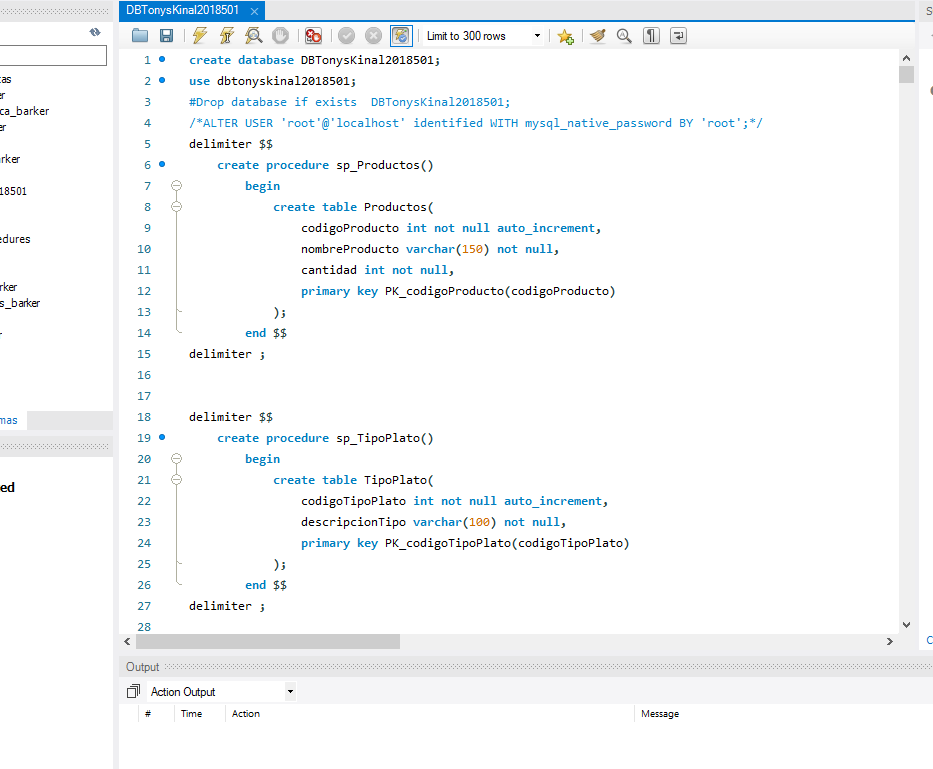 DBTonysKinal2018501
Limit to 300 rows
1 create database DBTonysKinal2018501;
2 use dbtonyskinal2018501;
3 #Drop database if exists  DBTonysKinal2018501;
4 /*ALTER USER 'root'@'localhost' identified WITH mysql_native_password BY 'root';*/
5 delimiter $$
6 create procedure sp_Productos()
7 begin
8 create table Productos(
9 codigoProducto int not null auto_increment,
10 nombreProducto varchar(150) not null,
11 cantidad int not null,
12 primary key PK_codigoProducto(codigoProducto)
13 );
14 end $$
15 delimiter ;
16
17
18 delimiter $$
19 create procedure sp_TipoPlato()
20 begin
21 create table TipoPlato(
22 codigoTipoPlato int not null auto_increment,
23 descripcionTipo varchar(100) not null,
24 primary key PK_codigoTipoPlato(codigoTipoPlato)
25 );
26 end $$
27 delimiter ;
28
as
er
ca_barker
er
rker
18501
edures
rker
s_barker
mas
ed
Output
Action Output
# Time Action Message